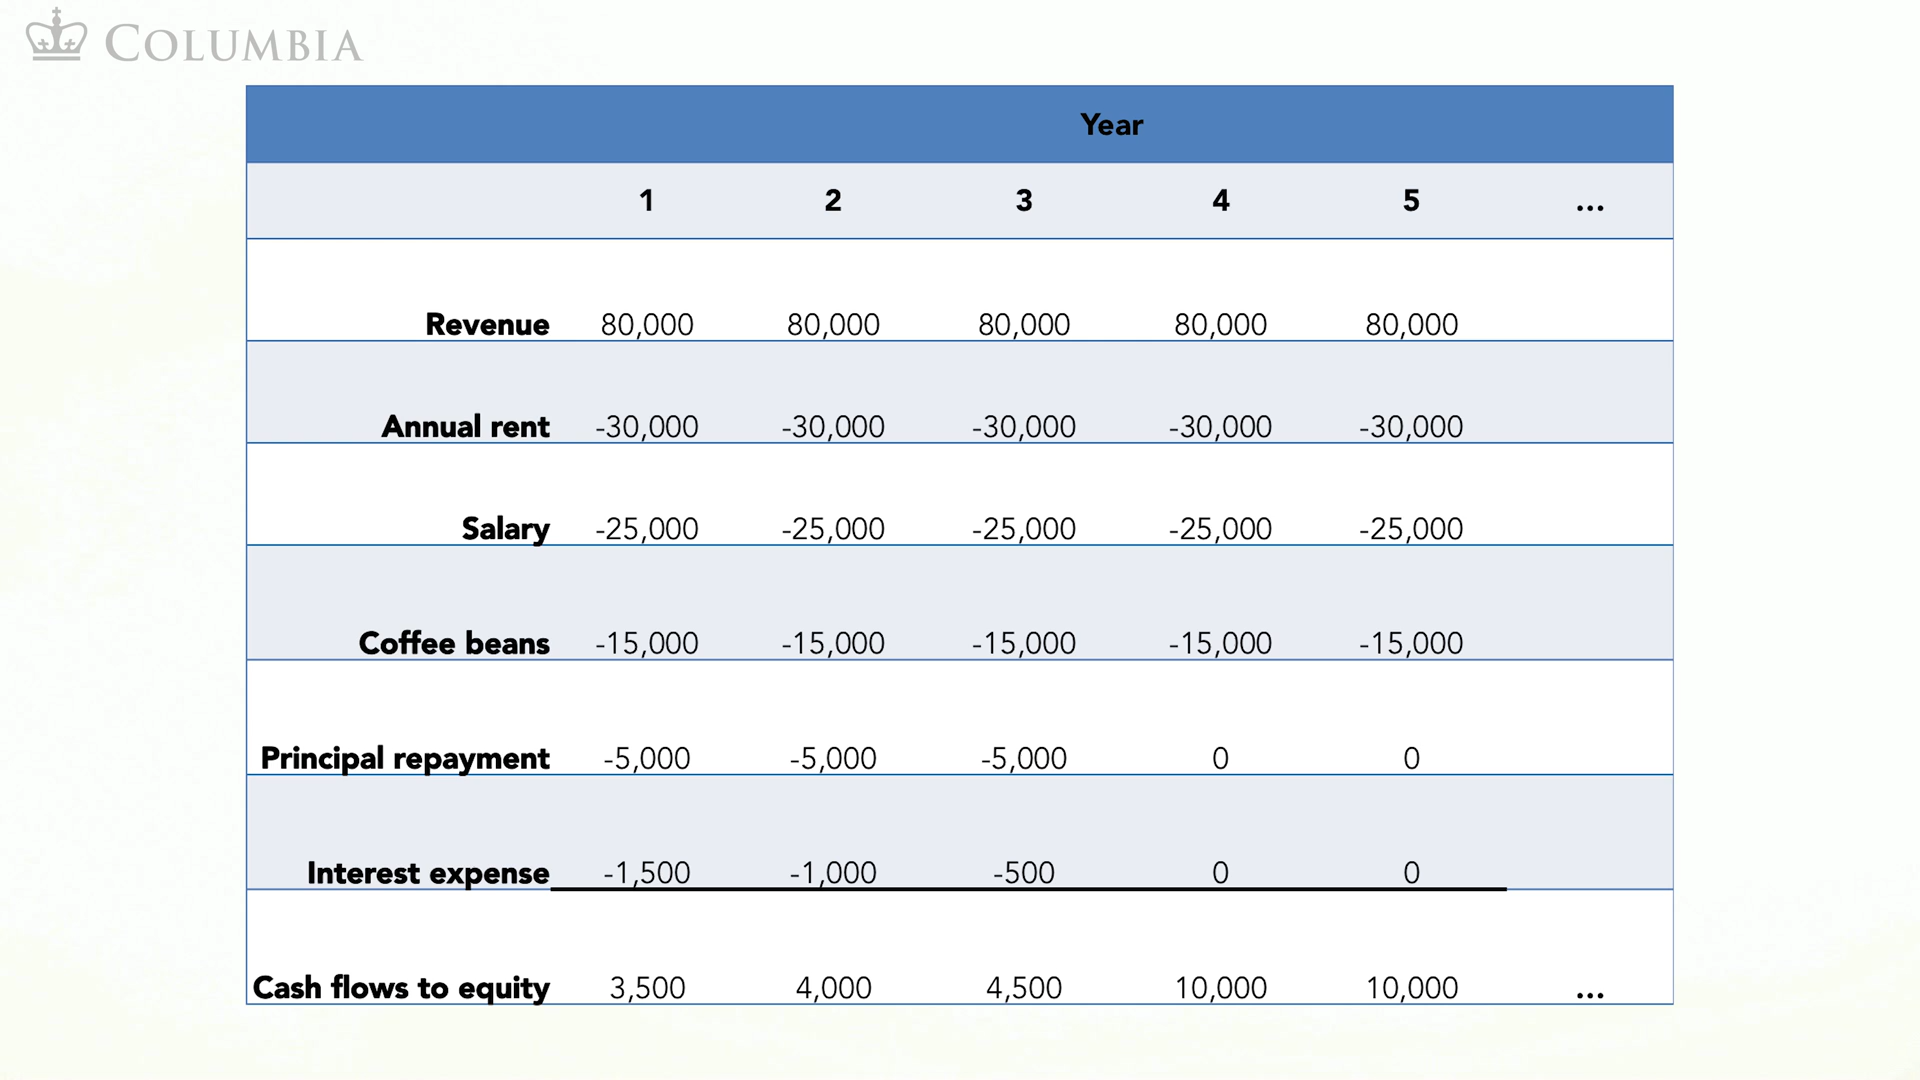 COLUMBIA
Year
1 2 3 4 5 ...
Revenue 80,000 80,000 80,000 80,000 80,000
Annual rent -30,000 -30,000 -30,000 -30,000 -30,000
Salary -25,000 -25,000 -25,000 -25,000 -25,000
Coffee beans -15,000 -15,000 -15,000 -15,000 -15,000
Principal repayment -5,000 -5,000 -5,000 0 0
Interest expense -1,500 -1,000 -500 0 0
Cash flows to equity 3,500 4,000 4,500 10,000 10,000 ...